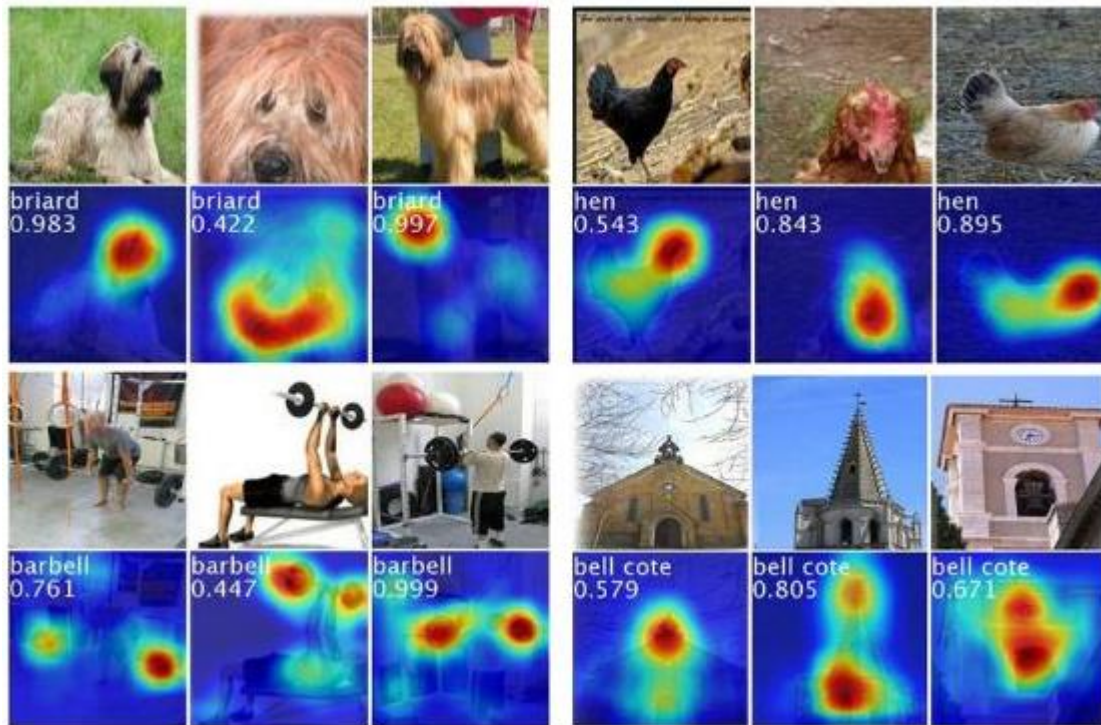 briard
0.983
briard
0.422
briard
0.997
hen
0.543
hen
0.843
hen
0.895
barbell
0.761
barbell
0.447
barbell
0.999
bell cote
0.579
bell cote
0.805
bell cote
0.671